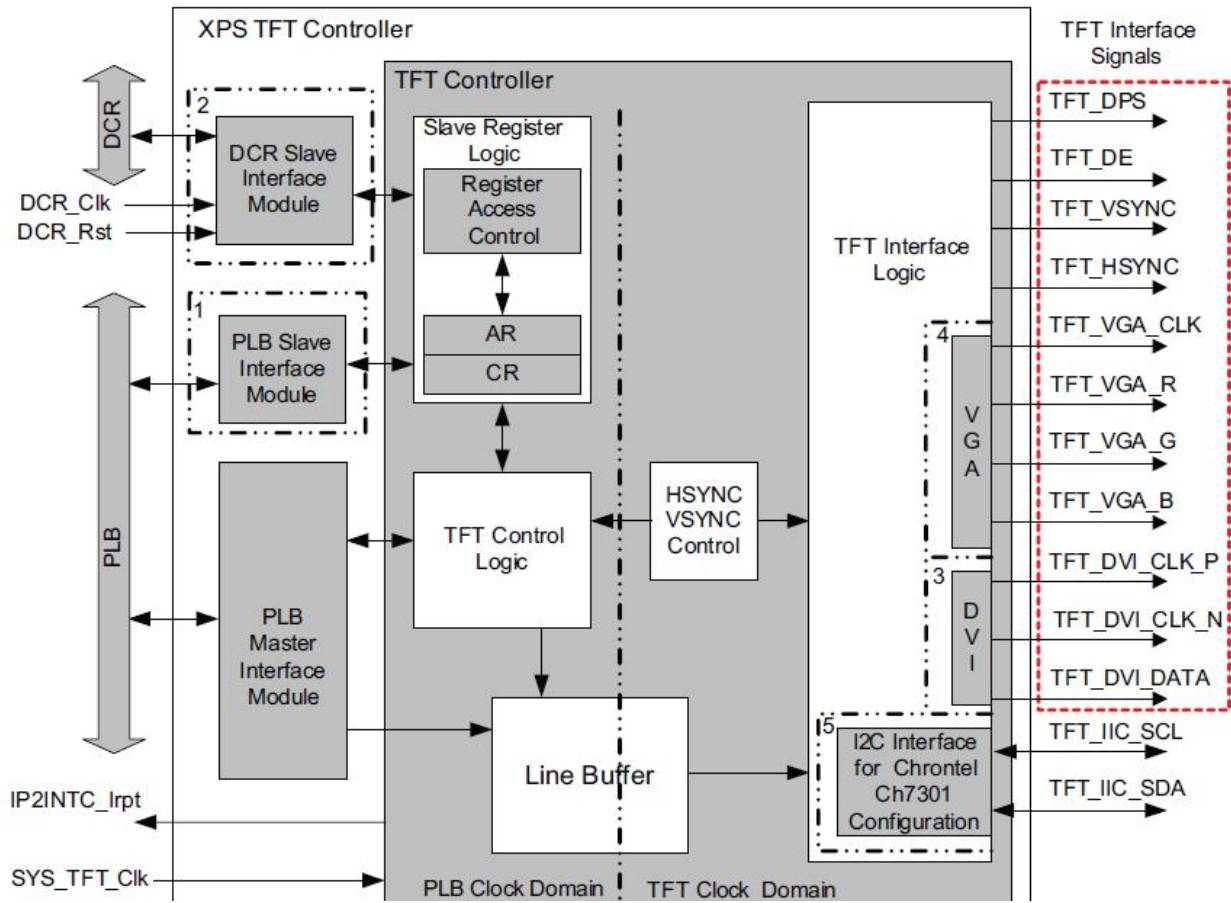 XPS TFT Controller
TFT Interface
Signals
TFT Controller
DCR
2
DCR Slave
Interface
Module
DCR_Clk
DCR_Rst
Slave Register
Logic
Register
Access
Control
AR
CR
1
PLB Slave
Interface
Module
PLB
PLB
Master
Interface
Module
TFT Control
Logic
HSYNC
VSYNC
Control
Line Buffer
TFT Interface
Logic
4
VGA
3
DVI
5
I2C Interface
for Chrontel
Ch7301
Configuration
TFT_DPS
TFT_DE
TFT_VSYNC
TFT_HSYNC
TFT_VGA_CLK
TFT_VGA_R
TFT_VGA_G
TFT_VGA_B
TFT_DVI_CLK_P
TFT_DVI_CLK_N
TFT_DVI_DATA
TFT_IIC_SCL
TFT_IIC_SDA
IP2INTC_Irpt
SYS_TFT_Clk
PLB Clock Domain
TFT Clock Domain